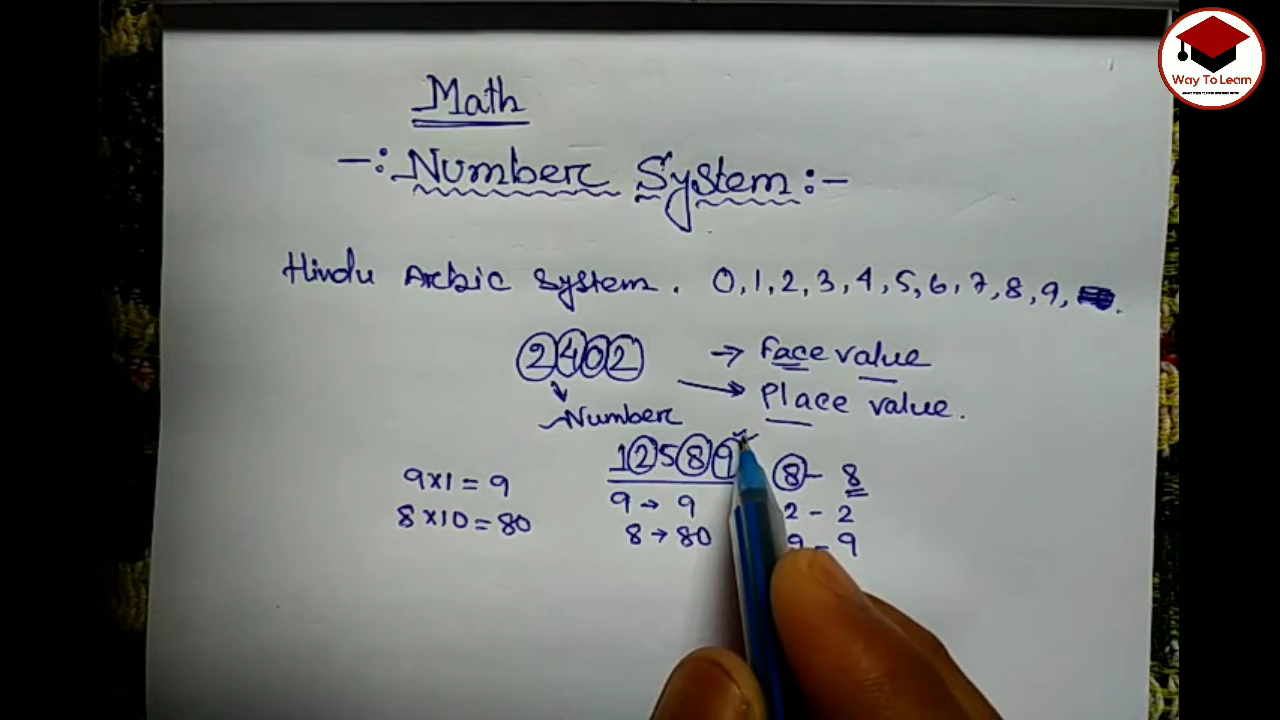 Way To Learn
Math
-: Number System :-
Hindu Arbic System. 0, 1, 2, 3, 4, 5, 6, 7, 8, 9,
2402 → Face value
→ Place value.
Number
12589
8 - 8
9x1 = 9
9 → 9
2 - 2
8x10 = 80
8 → 80
9 - 9